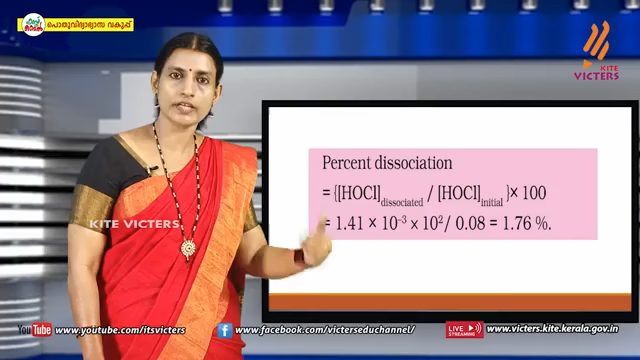 പൊതുവിദ്യാഭ്യാസ വകുപ്പ്
KITE
VICTERS
Percent dissociation
= {[HOCl]dissociated / [HOCl]initial }× 100
= 1.41 × 10⁻³ × 10²/ 0.08 = 1.76 %.
KITE VICTERS
YouTube www.youtube.com/itsvicters
f www.facebook.com/victerseduchannel/
LIVE STREAMING www.victers.kite.kerala.gov.in